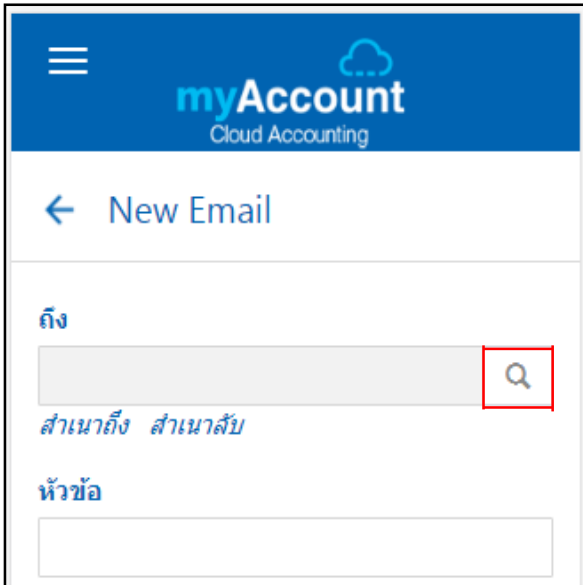 myAccount
Cloud Accounting
New Email
ถึง
สำเนาถึง สำเนาลับ
หัวข้อ